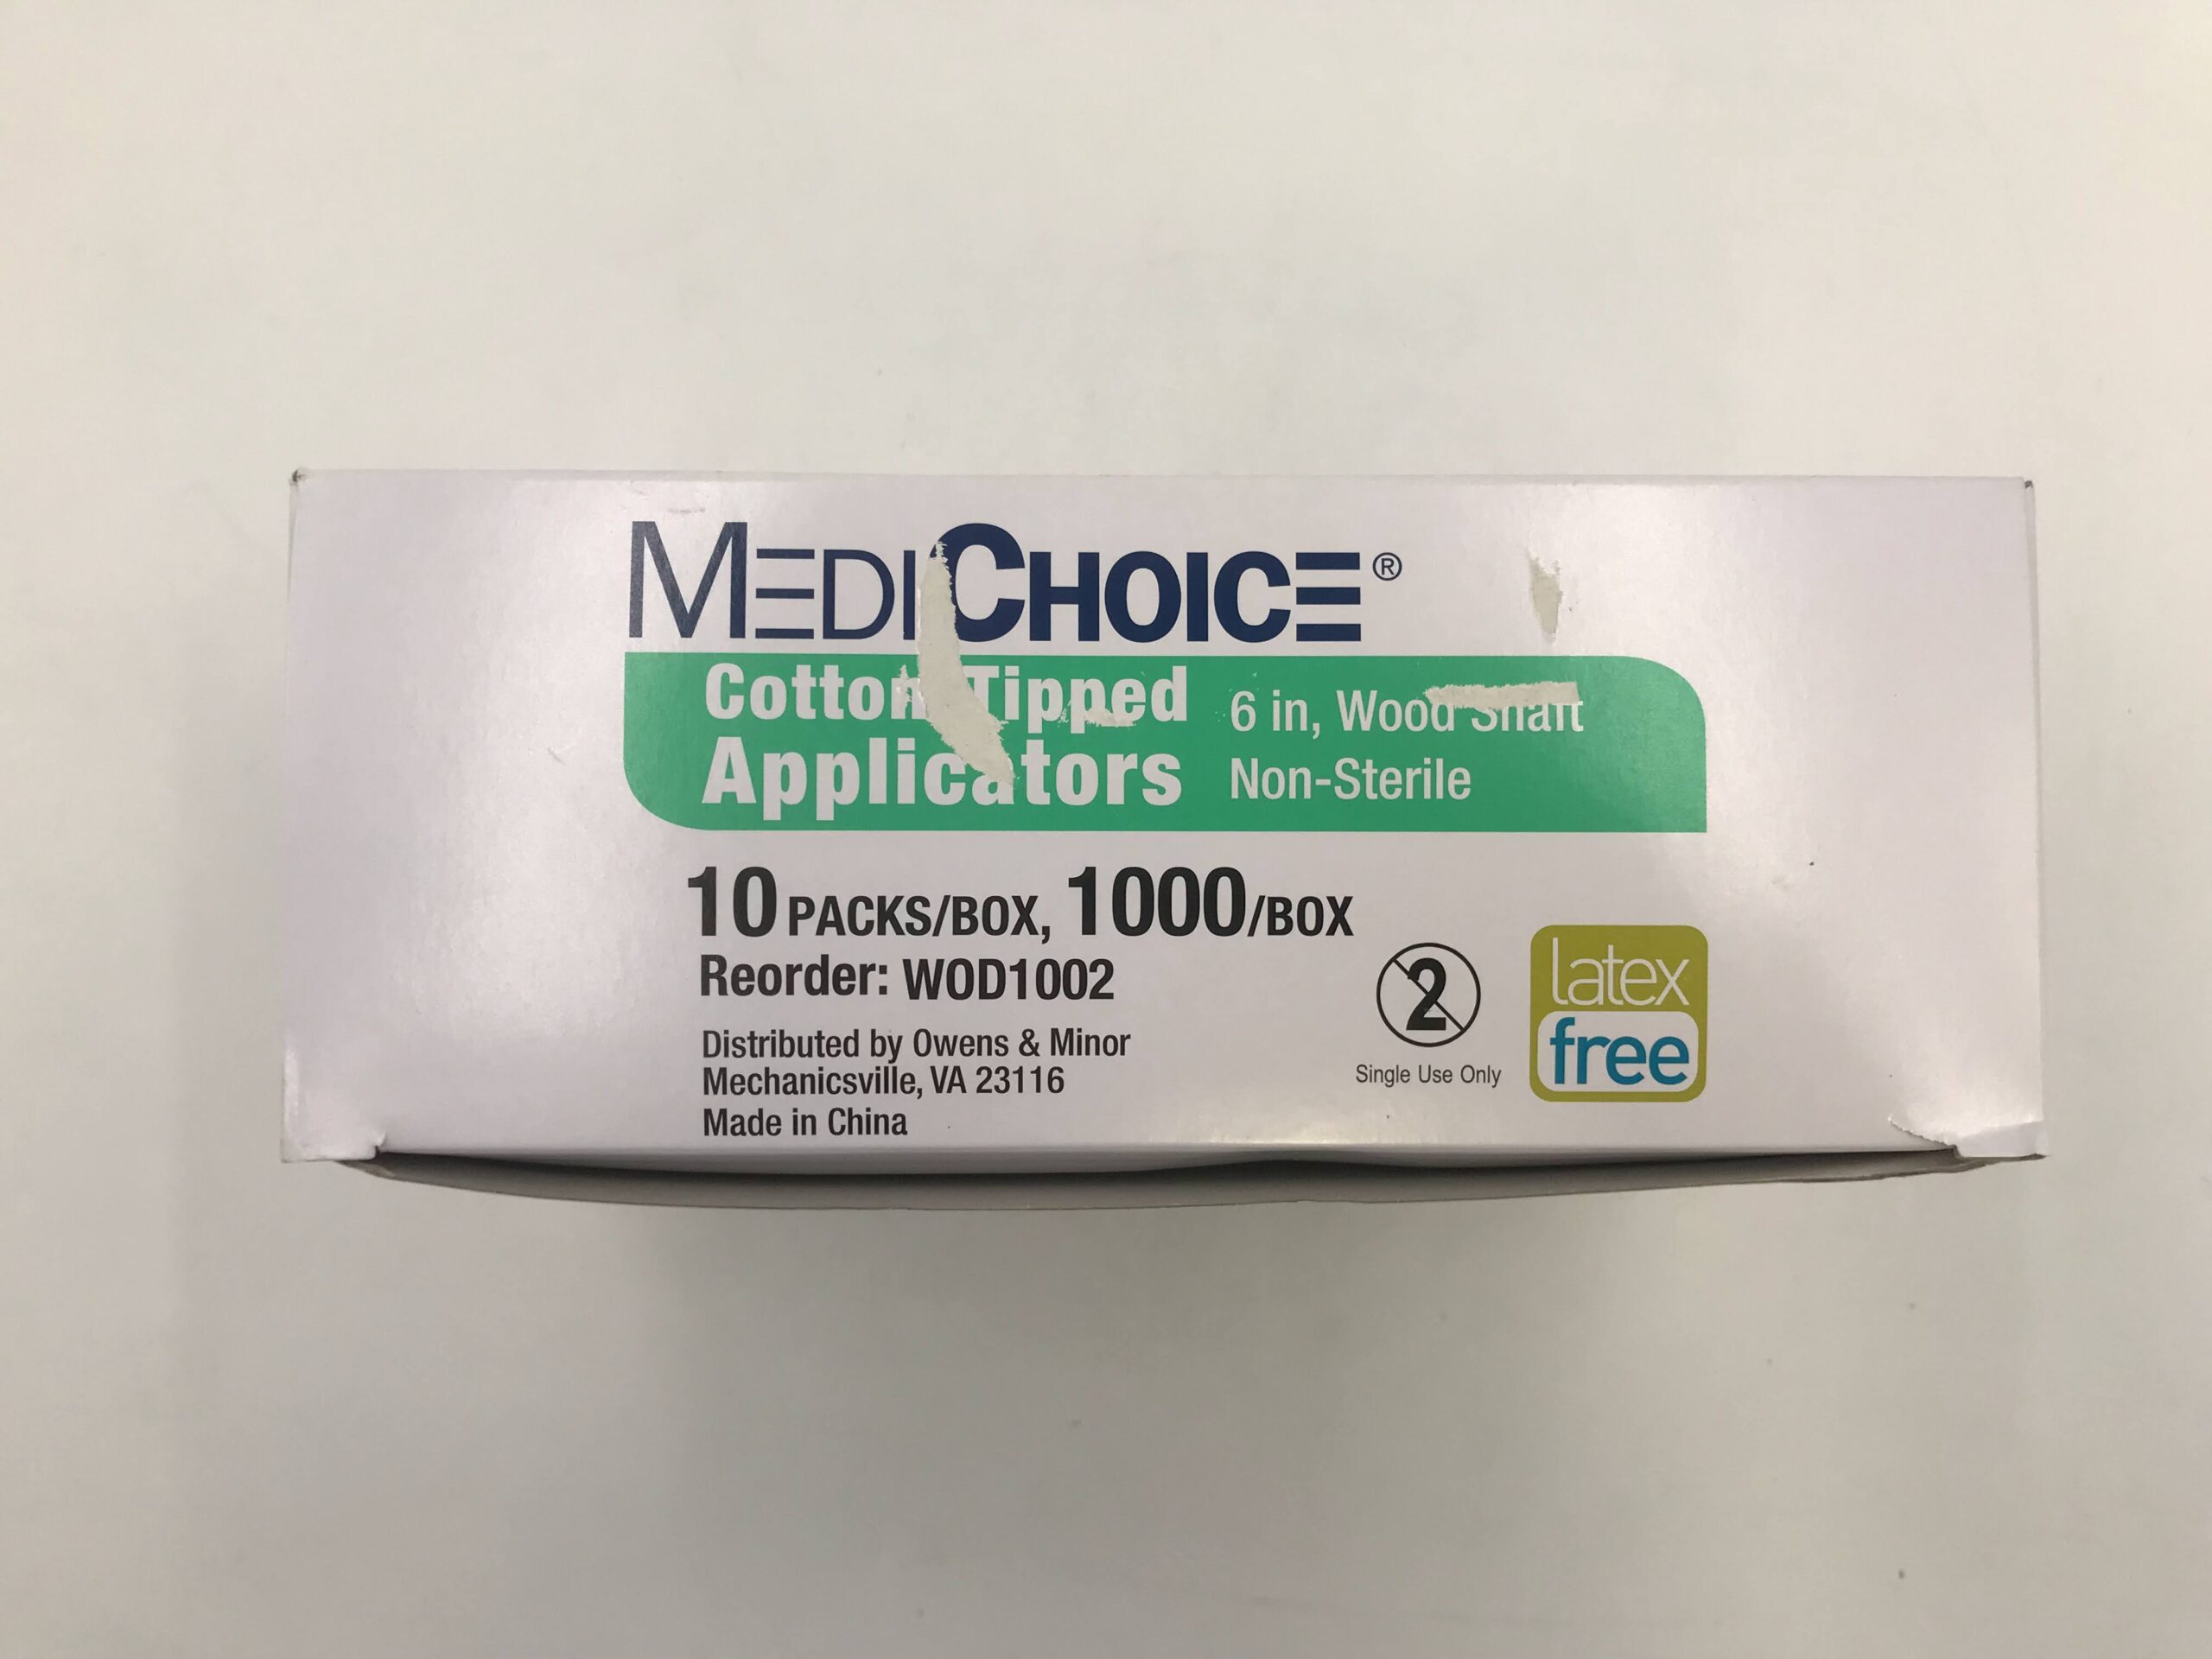 MEDICHOICE®
Cotton Tipped
Applicators
6 in, Wood Shaft
Non-Sterile
10 PACKS/BOX, 1000/BOX
Reorder: WOD1002
Distributed by Owens & Minor
Mechanicsville, VA 23116
Made in China
2
Single Use Only
latex
free